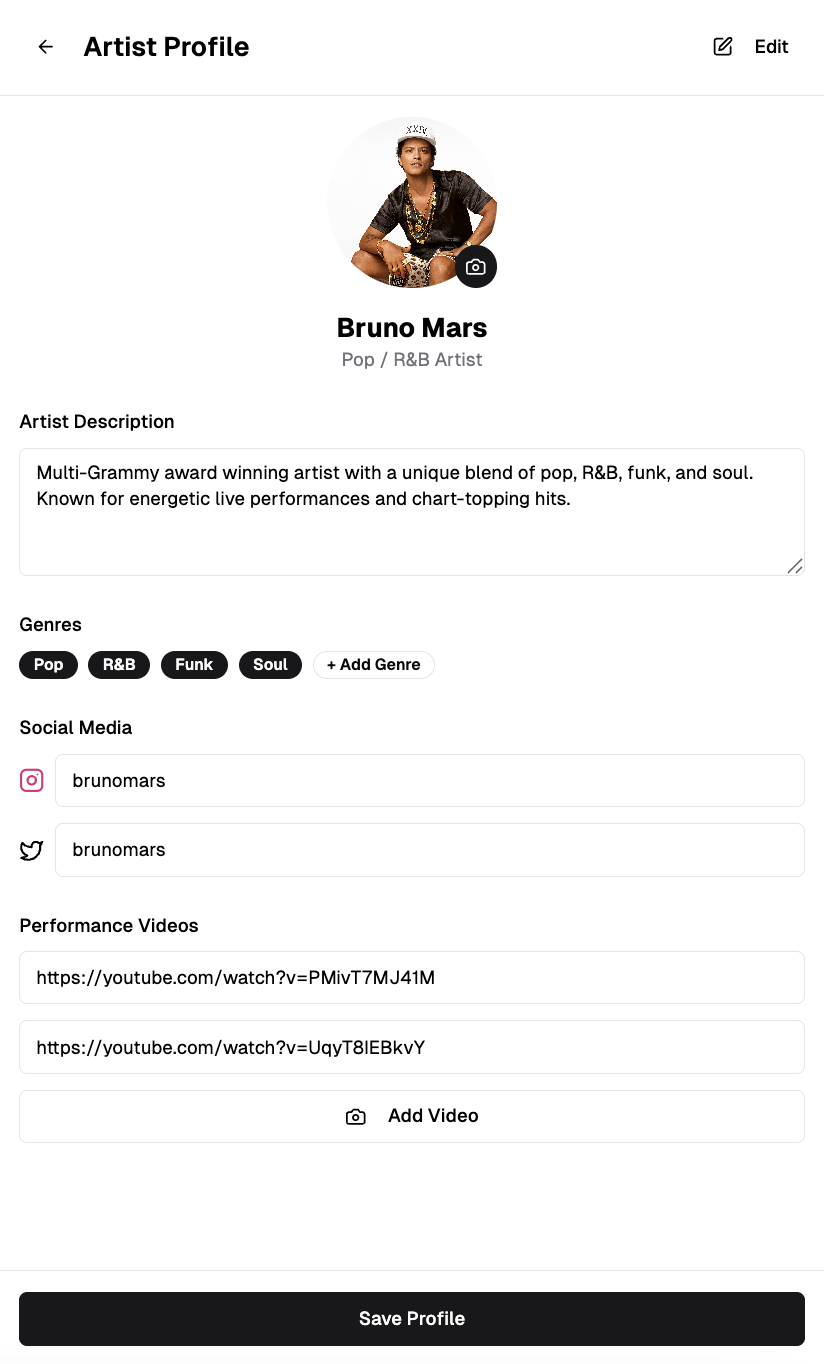 Artist Profile
Edit
XXIV
Bruno Mars
Pop / R&B Artist
Artist Description
Multi-Grammy award winning artist with a unique blend of pop, R&B, funk, and soul.
Known for energetic live performances and chart-topping hits.
Genres
Pop R&B Funk Soul + Add Genre
Social Media
brunomars
brunomars
Performance Videos
https://youtube.com/watch?v=PMivT7MJ41M
https://youtube.com/watch?v=UqyT8IEBkvY
Add Video
Save Profile